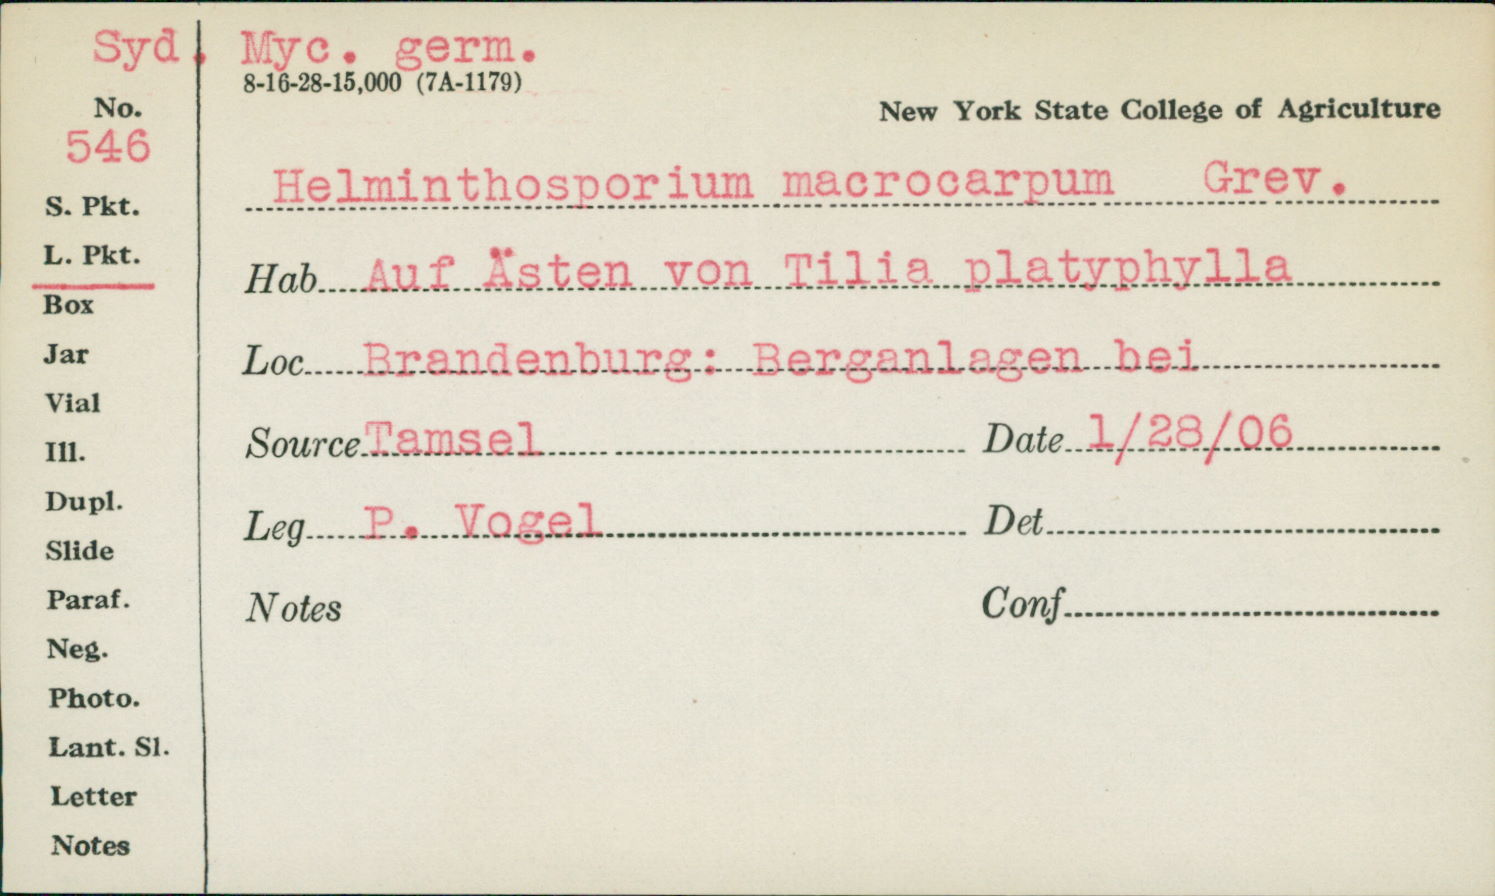 Syd. Myc. germ.
8-16-28-15,000 (7A-1179)
New York State College of Agriculture
No.
546
S. Pkt.
L. Pkt.
Box
Jar
Vial
Ill.
Dupl.
Slide
Paraf.
Neg.
Photo.
Lant. Sl.
Letter
Notes
Helminthosporium macrocarpum Grev.
Hab. Auf Ästen von Tilia platyphylla
Loc. Brandenburg: Berganlagen bei
Source Tamsel Date 1/28/06
Leg P. Vogel Det
Notes Conf